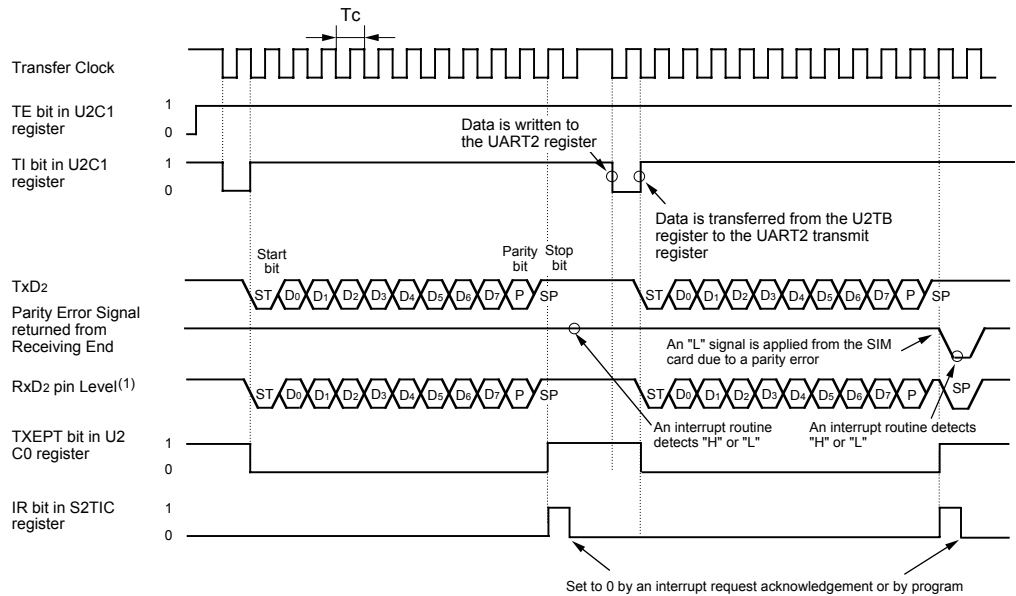 Tc
Transfer Clock
TE bit in U2C1
register
1
0
Data is written to
the UART2 register
TI bit in U2C1
register
1
0
Data is transferred from the U2TB
register to the UART2 transmit
register
Start
bit
Parity
bit
Stop
bit
TxD2
ST D0 D1 D2 D3 D4 D5 D6 D7 P SP
ST D0 D1 D2 D3 D4 D5 D6 D7 P SP
Parity Error Signal
returned from
Receiving End
An "L" signal is applied from the SIM
card due to a parity error
RxD2 pin Level(1)
ST D0 D1 D2 D3 D4 D5 D6 D7 P SP
ST D0 D1 D2 D3 D4 D5 D6 D7 P SP
An interrupt routine
detects "H" or "L"
An interrupt routine detects
"H" or "L"
TXEPT bit in U2
C0 register
1
0
IR bit in S2TIC
register
1
0
Set to 0 by an interrupt request acknowledgement or by program